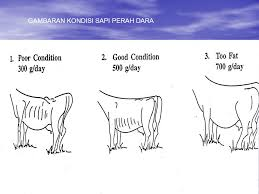 GAMBARAN KONDISI SAPI PERAH DARA
1. Poor Condition
300 g/day
2. Good Condition
500 g/day
3. Too Fat
700 g/day